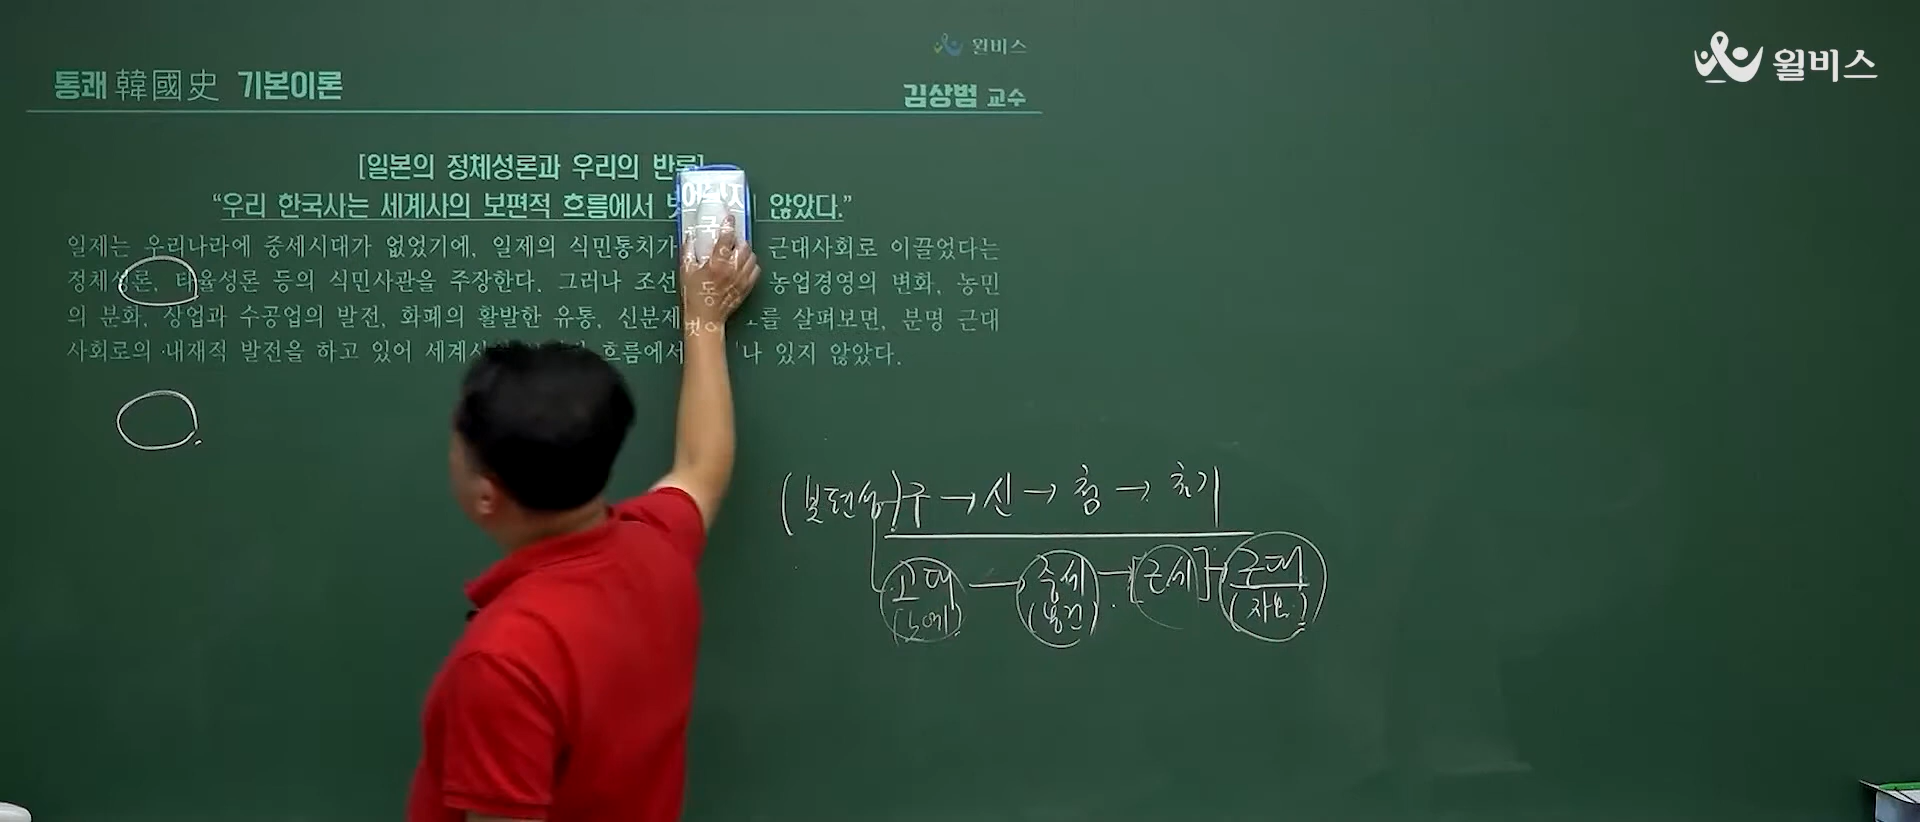 윌비스
윌비스
통쾌 韓國史 기본이론
김상범 교수
[일본의 정체성론과 우리의 반론]
“우리 한국사는 세계사의 보편적 흐름에서 벗어나지 않았다.”
일제는 우리나라에 중세시대가 없었기에, 일제의 식민통치가 근대사회로 이끌었다는
정체성론, 타율성론 등의 식민사관을 주장한다. 그러나 조선 농업경영의 변화, 농민
의 분화, 상업과 수공업의 발전, 화폐의 활발한 유통, 신분제 를 살펴보면, 분명 근대
사회로의 내재적 발전을 하고 있어 세계사 흐름에서 나 있지 않았다.
(보편성) 구 → 신 → 청 → 초기
고대 중세 [근세] 근대
(노예) (봉건) (자본)